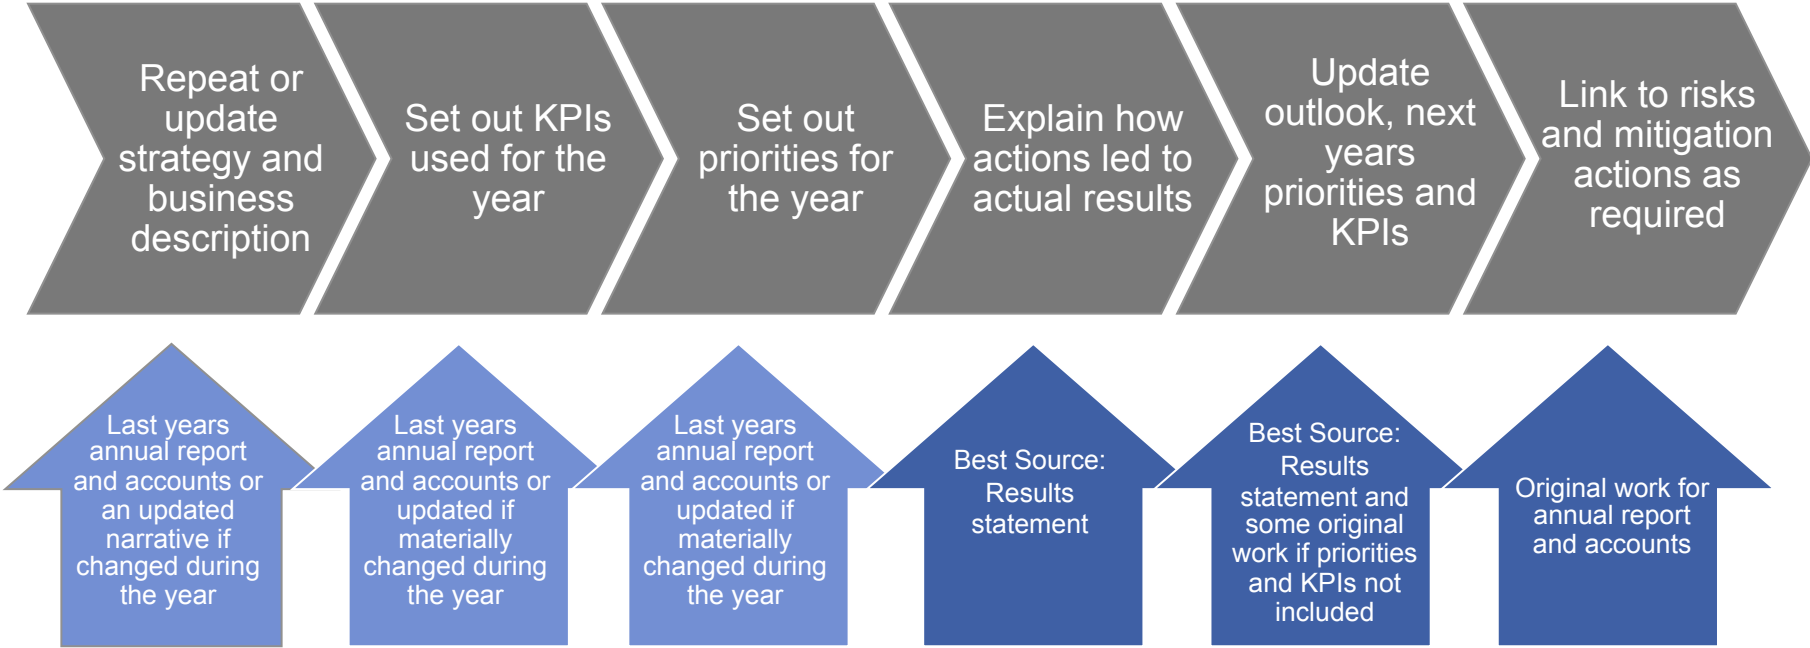 Repeat or
update
strategy and
business
description
Set out KPIs
used for the
year
Set out
priorities for
the year
Explain how
actions led to
actual results
Update
outlook, next
years
priorities and
KPIs
Link to risks
and mitigation
actions as
required
Last years
annual report
and accounts or
an updated
narrative if
changed during
the year
Last years
annual report
and accounts or
updated if
materially
changed during
the year
Last years
annual report
and accounts or
updated if
materially
changed during
the year
Best Source:
Results
statement
Best Source:
Results
statement and
some original
work if priorities
and KPIs not
included
Original work for
annual report
and accounts